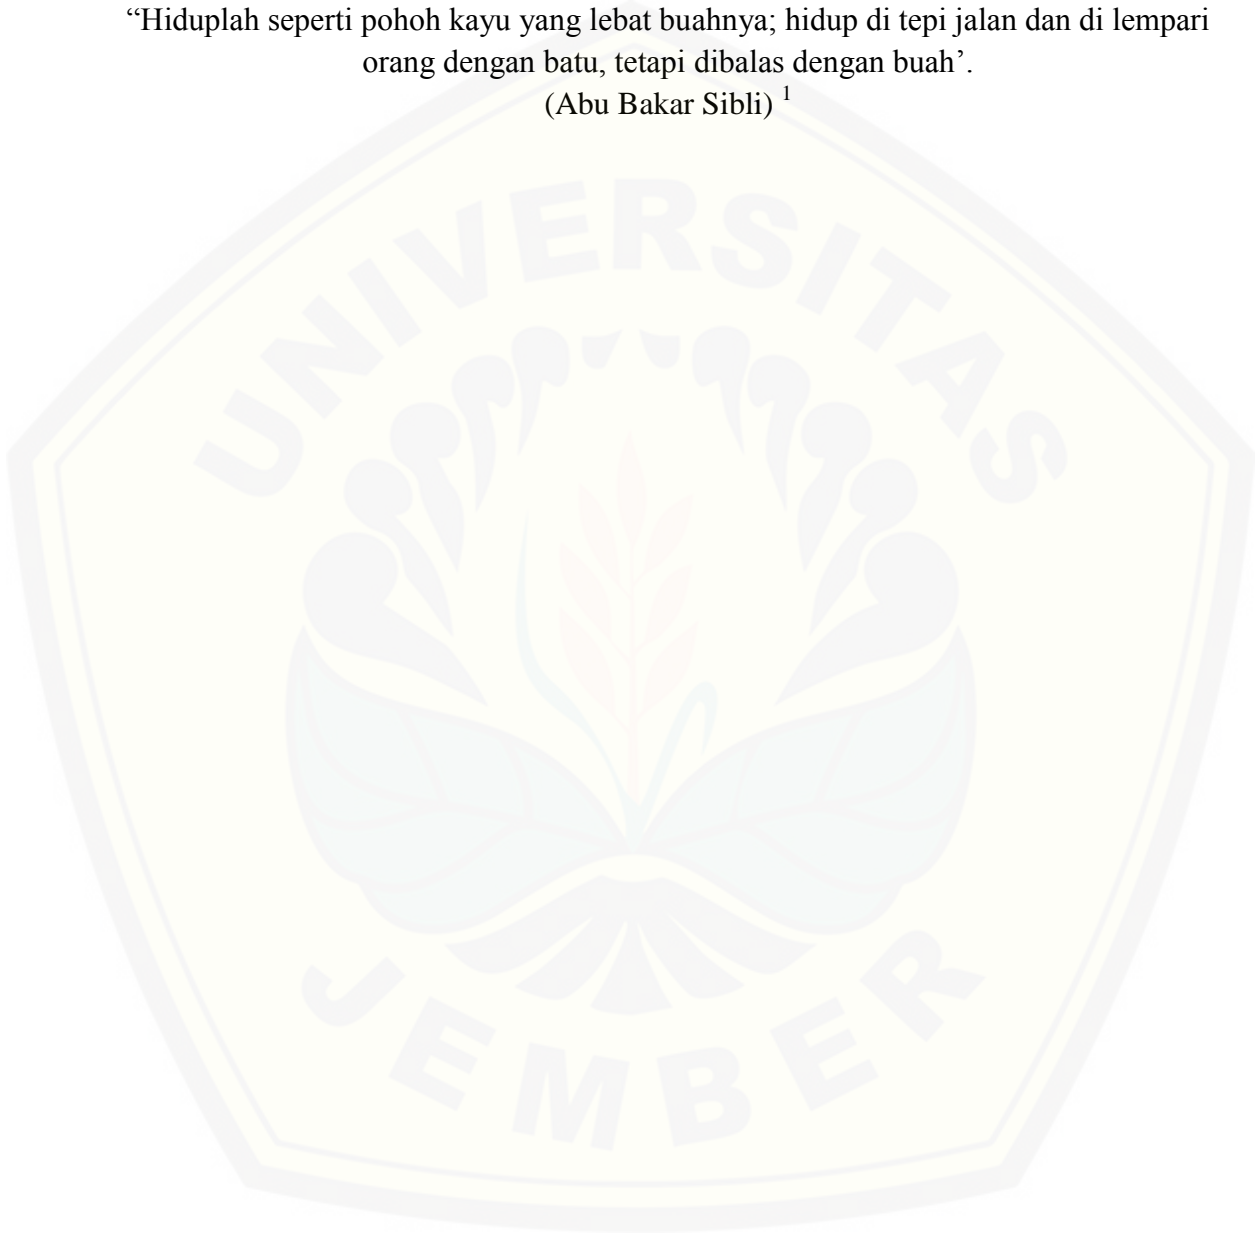 “Hiduplah seperti pohoh kayu yang lebat buahnya; hidup di tepi jalan dan di lempari
orang dengan batu, tetapi dibalas dengan buah’.
(Abu Bakar Sibli) 1
UNIVERSITAS
JEMBER